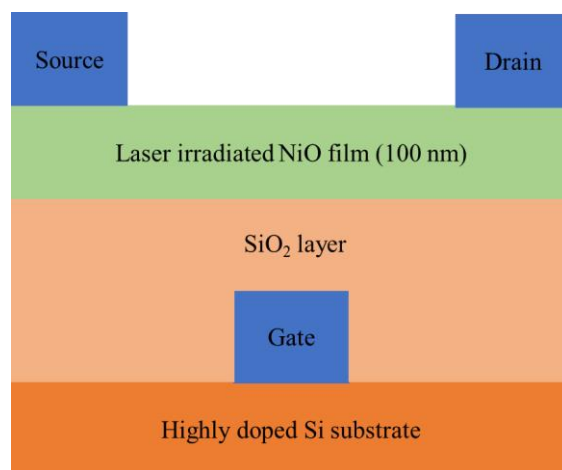 Source
Drain
Laser irradiated NiO film (100 nm)
SiO₂ layer
Gate
Highly doped Si substrate